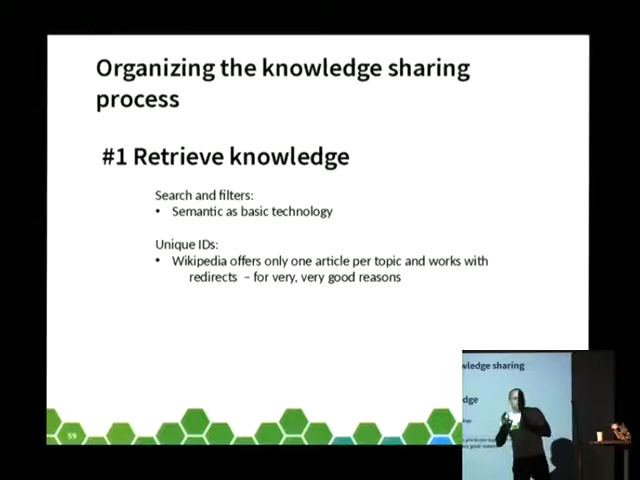 Organizing the knowledge sharing
process
#1 Retrieve knowledge
Search and filters:
• Semantic as basic technology
Unique IDs:
• Wikipedia offers only one article per topic and works with
redirects – for very, very good reasons
59
wledge sharing
dge